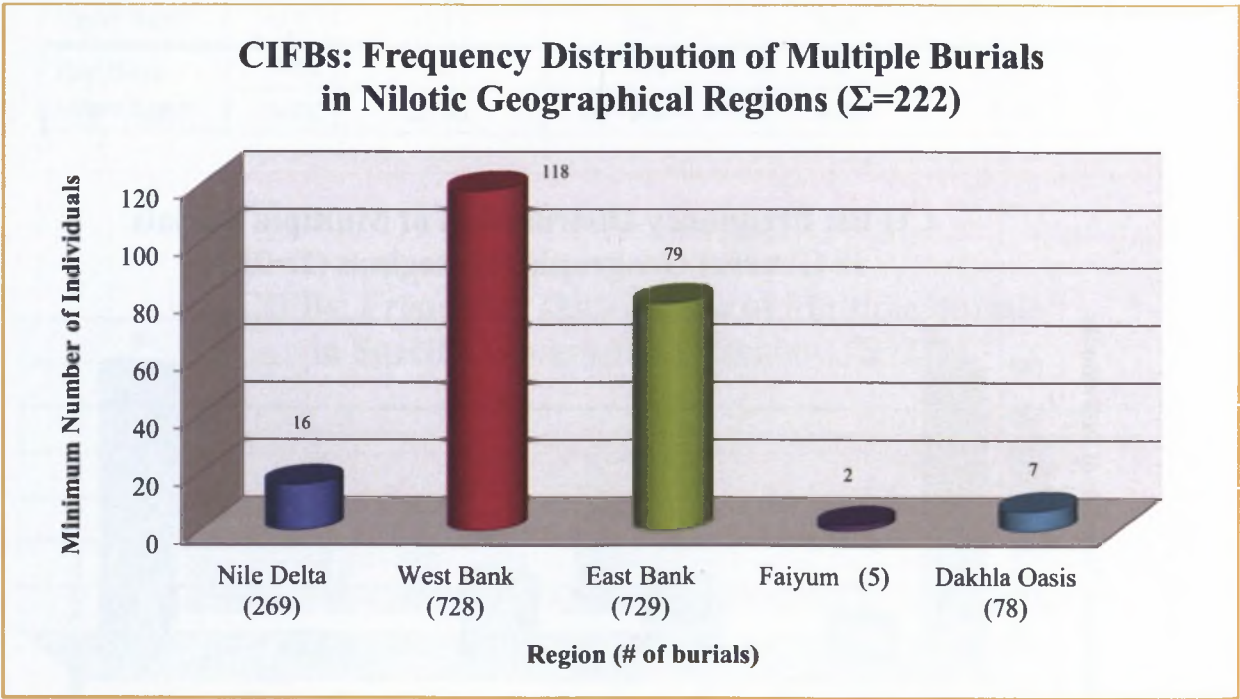 CIFBs: Frequency Distribution of Multiple Burials
in Nilotic Geographical Regions (Σ=222)
Minimum Number of Individuals
120
100
80
60
40
20
0
16
118
79
2
7
Nile Delta
(269)
West Bank
(728)
East Bank
(729)
Faiyum (5)
Dakhla Oasis
(78)
Region (# of burials)